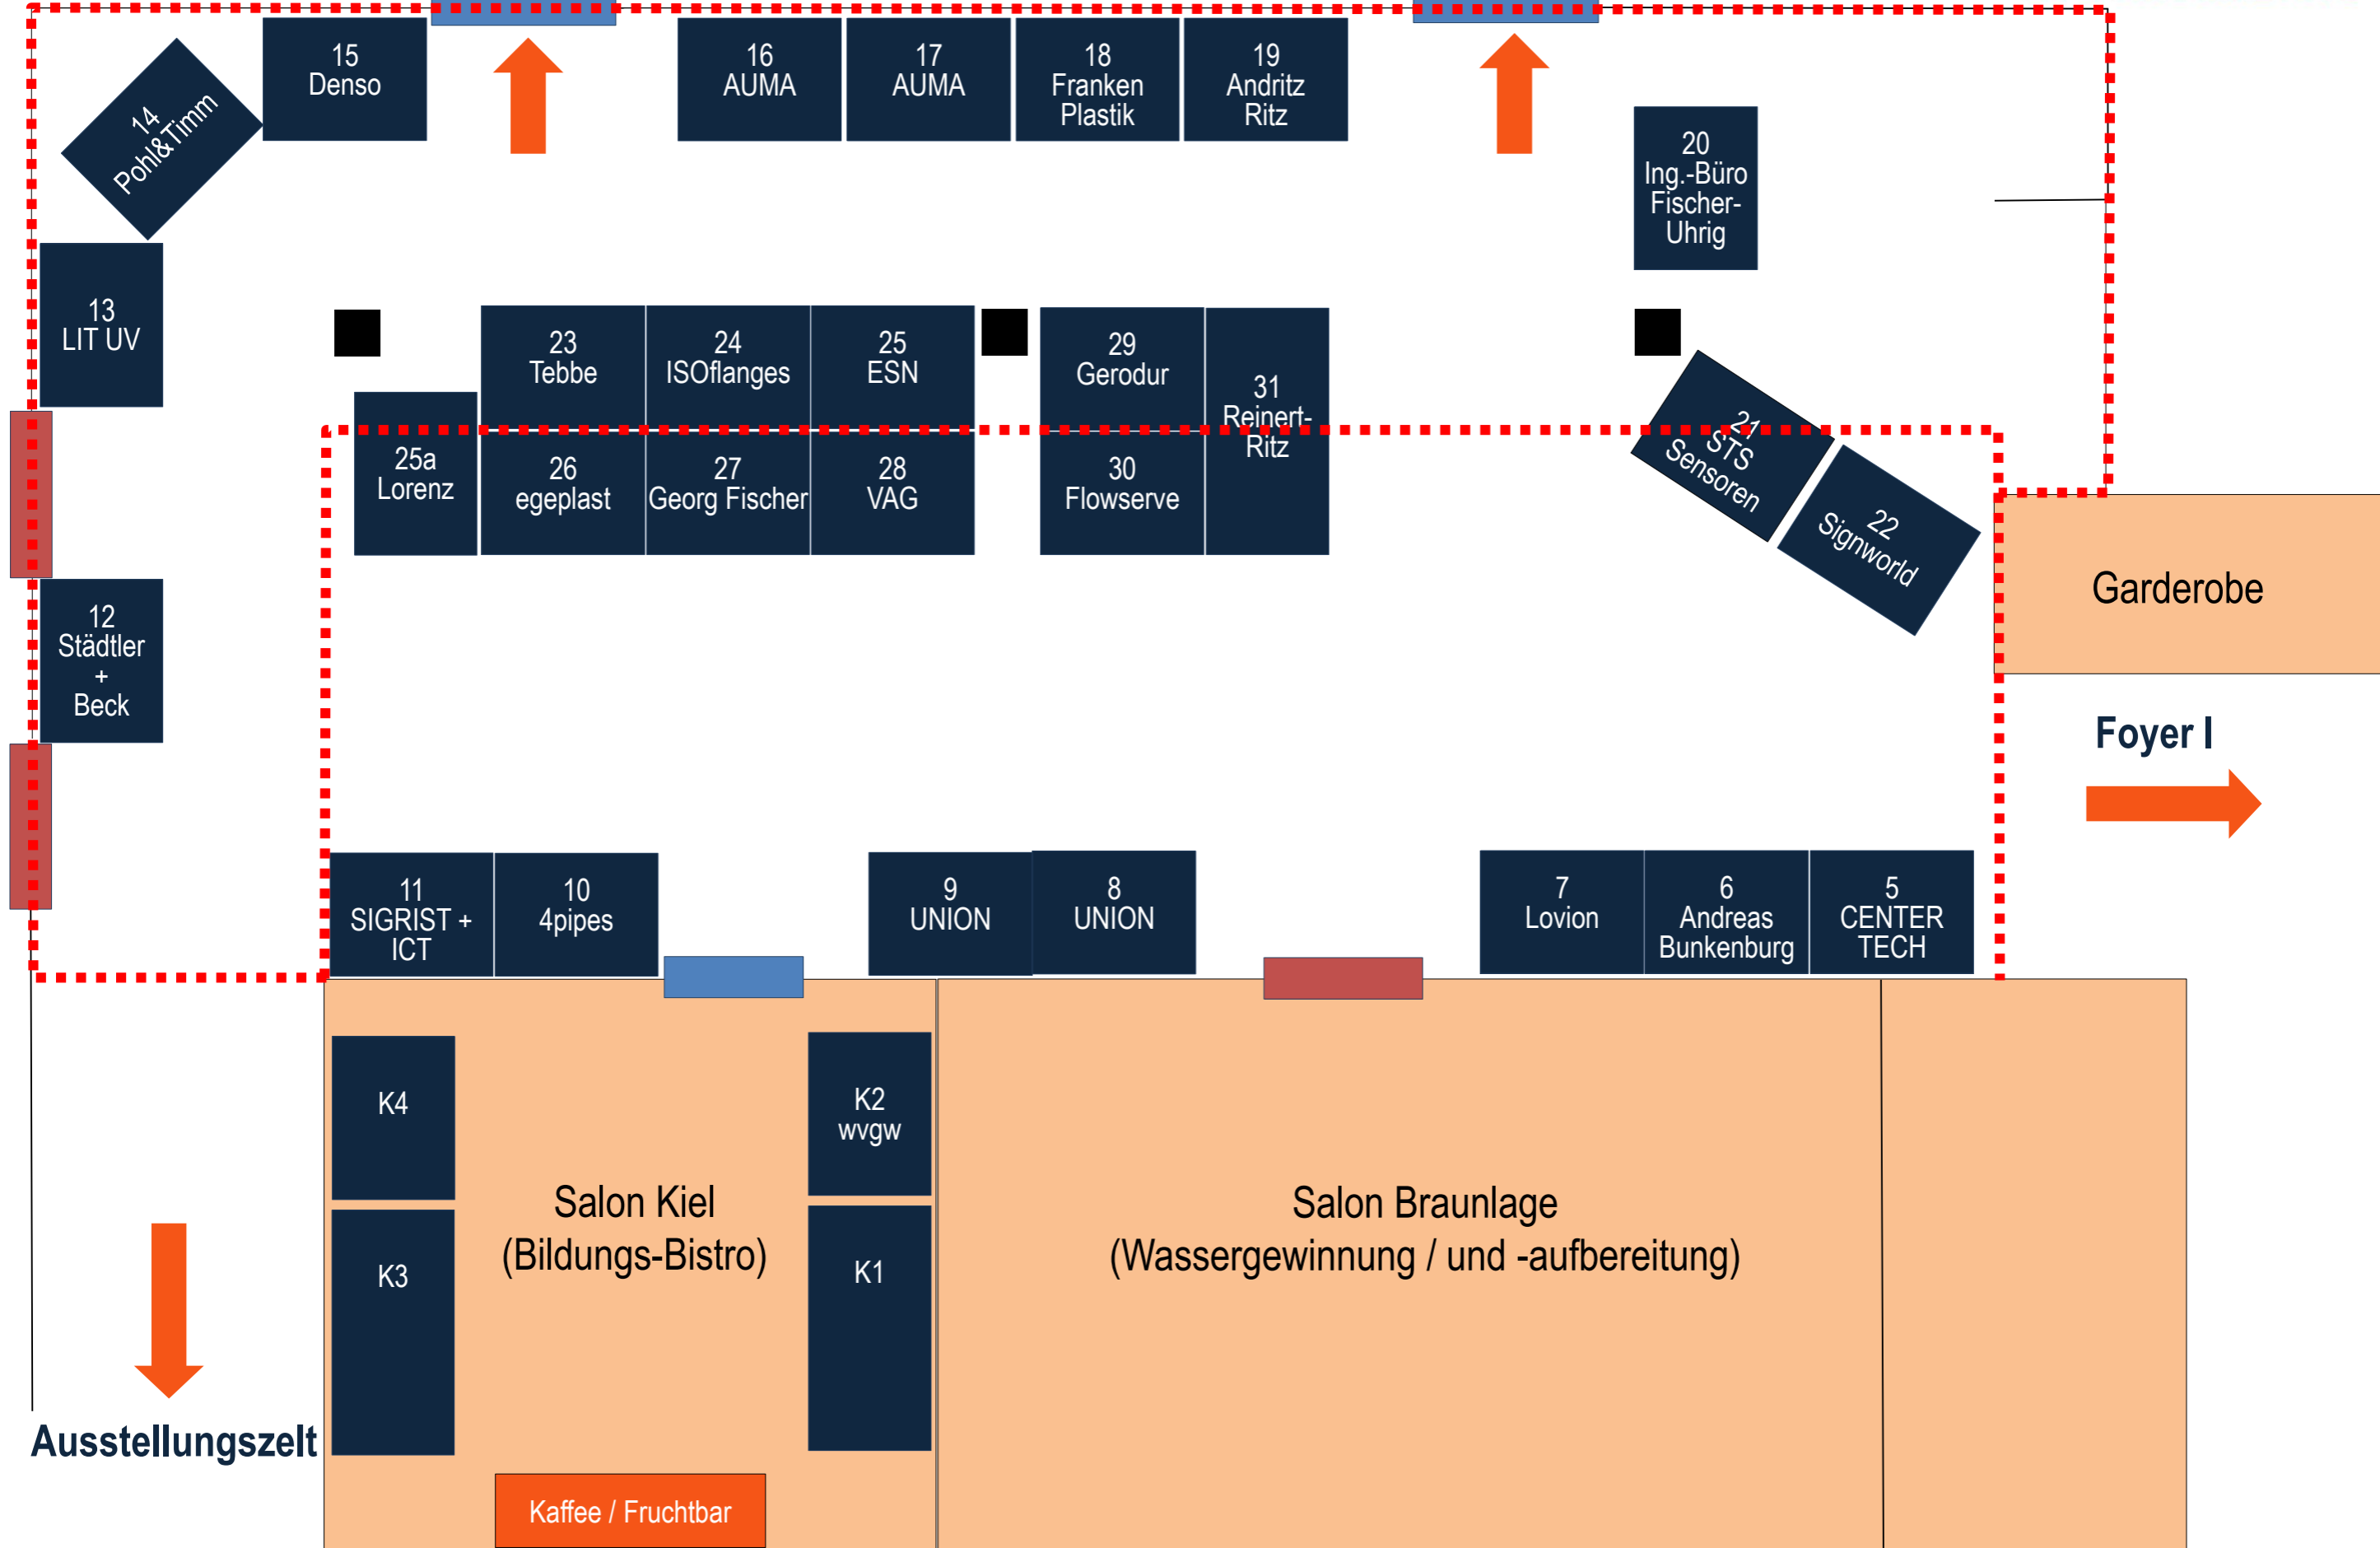 15
Denso
16
AUMA
17
AUMA
18
Franken
Plastik
19
Andritz
Ritz
14
Pohl&Timm
20
Ing.-Büro
Fischer-
Uhrig
13
LIT UV
23
Tebbe
24
ISOflanges
25
ESN
29
Gerodur
31
Reinert-
Ritz
21
STS
Sensoren
25a
Lorenz
26
egeplast
27
Georg Fischer
28
VAG
30
Flowserve
22
Signworld
Garderobe
12
Städtler
+
Beck
Foyer I
11
SIGRIST +
ICT
10
4pipes
9
UNION
8
UNION
7
Lovion
6
Andreas
Bunkenburg
5
CENTER
TECH
K4
K2
wvgw
Salon Kiel
(Bildungs-Bistro)
Salon Braunlage
(Wassergewinnung / und -aufbereitung)
K3
K1
Ausstellungszelt
Kaffee / Fruchtbar